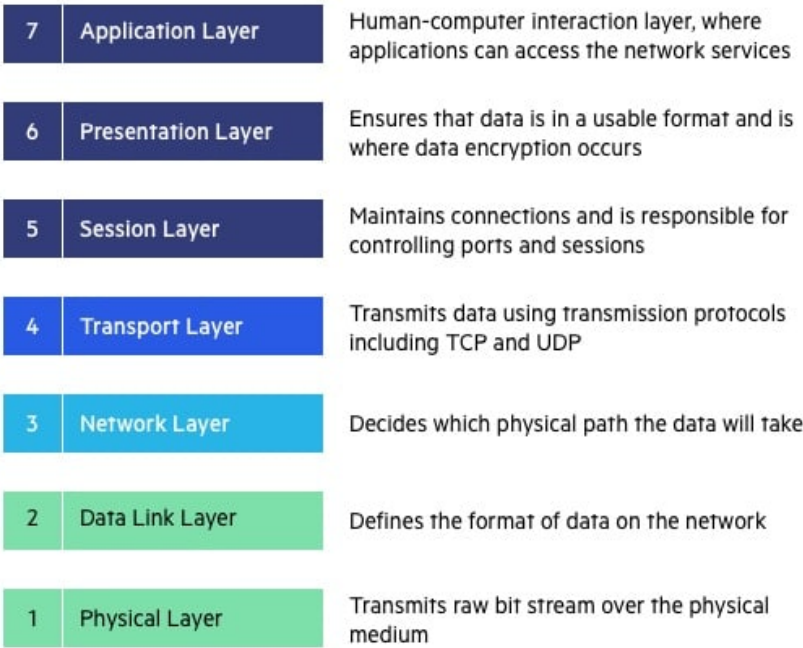 7 Application Layer
Human-computer interaction layer, where
applications can access the network services
6 Presentation Layer
Ensures that data is in a usable format and is
where data encryption occurs
5 Session Layer
Maintains connections and is responsible for
controlling ports and sessions
4 Transport Layer
Transmits data using transmission protocols
including TCP and UDP
3 Network Layer
Decides which physical path the data will take
2 Data Link Layer
Defines the format of data on the network
1 Physical Layer
Transmits raw bit stream over the physical
medium